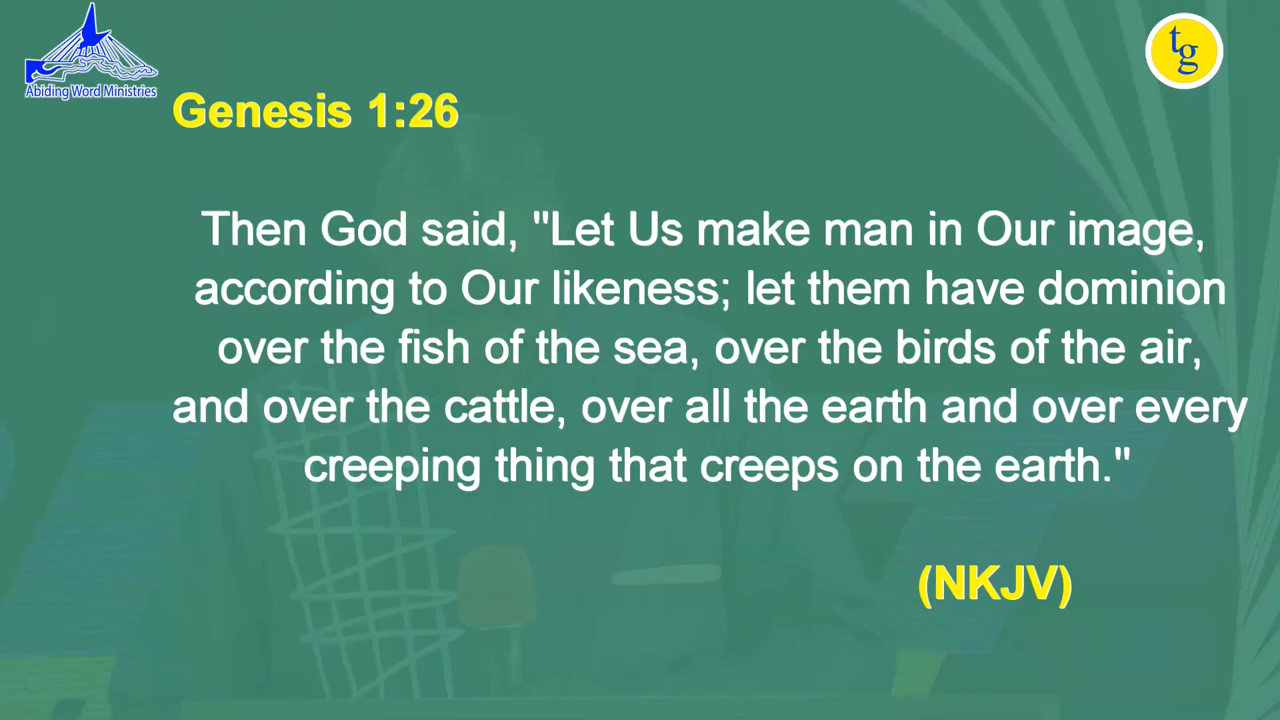 Abiding Word Ministries
tg
Genesis 1:26
Then God said, "Let Us make man in Our image,
according to Our likeness; let them have dominion
over the fish of the sea, over the birds of the air,
and over the cattle, over all the earth and over every
creeping thing that creeps on the earth."
(NKJV)